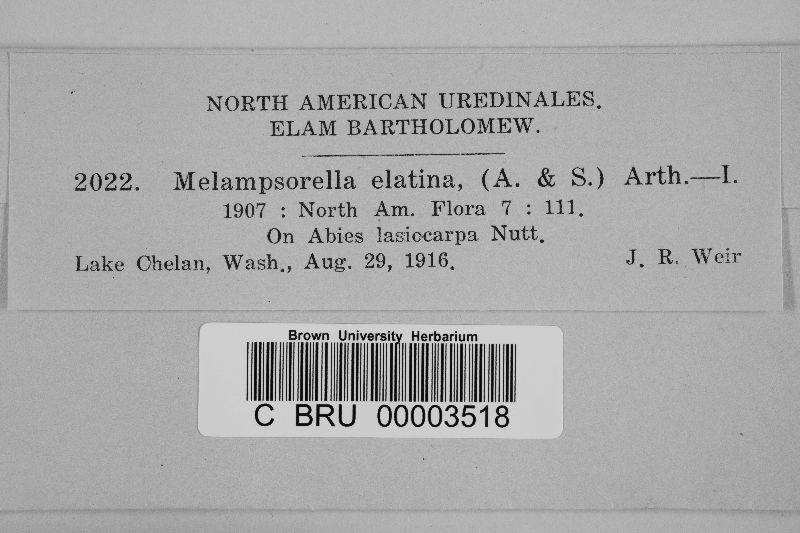 NORTH AMERICAN UREDINALES.
ELAM BARTHOLOMEW.
2022. Melampsorella elatina, (A. & S.) Arth.—I.
1907 : North Am. Flora 7 : 111.
On Abies lasiocarpa Nutt.
Lake Chelan, Wash., Aug. 29, 1916. J. R. Weir
Brown University Herbarium
C BRU 00003518